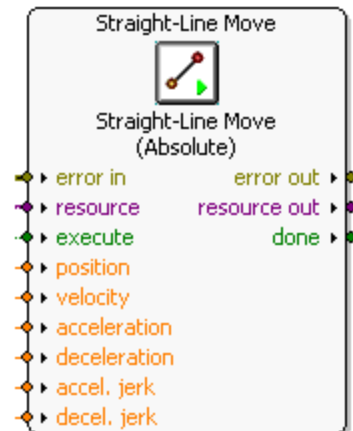 Straight-Line Move
Straight-Line Move
(Absolute)
error in error out
resource resource out
execute done
position
velocity
acceleration
deceleration
accel. jerk
decel. jerk